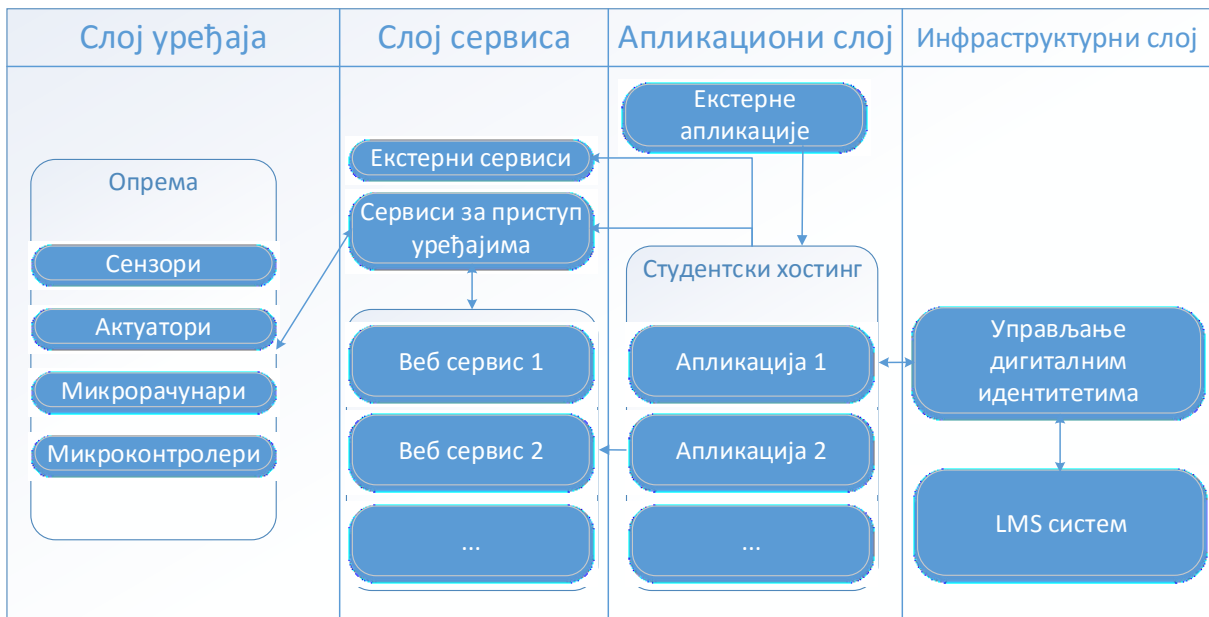 Слој уређаја
Слој сервиса
Апликациони слој
Инфраструктурни слој
Опрема
Сензори
Актуатори
Микрорачунари
Микроконтролери
Екстерни сервиси
Сервиси за приступ
уређајима
Веб сервис 1
Веб сервис 2
...
Екстерне
апликације
Студентски хостинг
Апликација 1
Апликација 2
...
Управљање
дигиталним
идентитетима
LMS систем